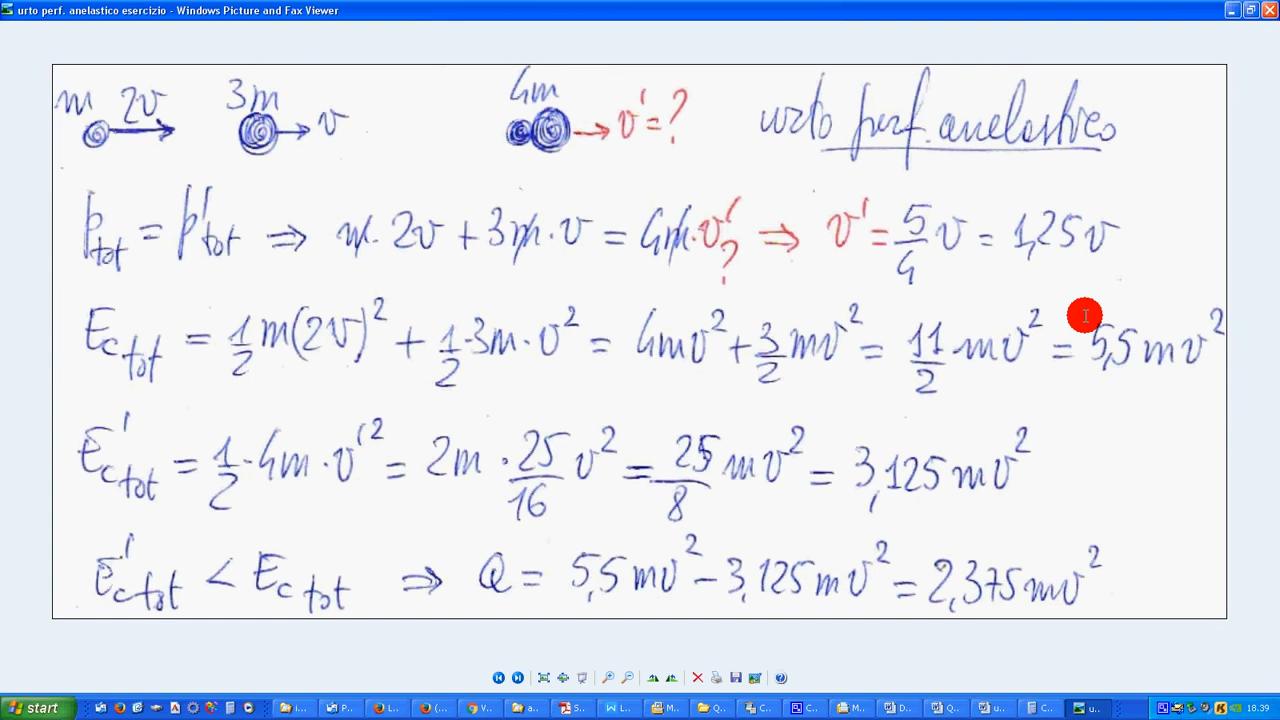 urto perf. anelastico esercizio - Windows Picture and Fax Viewer
m 2v 3m v 4m v' = ? urto perf. anelastico
p_tot = p'_tot ⇒ m · 2v + 3m · v = 4m · v' ? ⇒ v' = 5/4 v = 1,25v
E_c tot = 1/2 m(2v)² + 1/2 · 3m · v² = 4mv² + 3/2 mv² = 11/2 mv² = 5,5 mv²
E'_c tot = 1/2 · 4m · v'² = 2m · 25/16 v² = 25/8 mv² = 3,125 mv²
E'_c tot < E_c tot ⇒ Q = 5,5 mv² - 3,125 mv² = 2,375 mv²
start i... P... L... (... V... a... S... L... M... Q... C... C... M... D... Q... u... C... u... 18.39